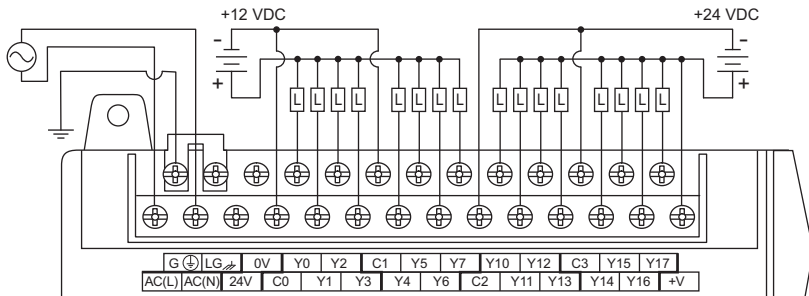 +12 VDC +24 VDC
- -
+ +
L L L L L L L L L L L L L L L L
G LG 0V Y0 Y2 C1 Y5 Y7 Y10 Y12 C3 Y15 Y17
AC(L) AC(N) 24V C0 Y1 Y3 Y4 Y6 C2 Y11 Y13 Y14 Y16 +V